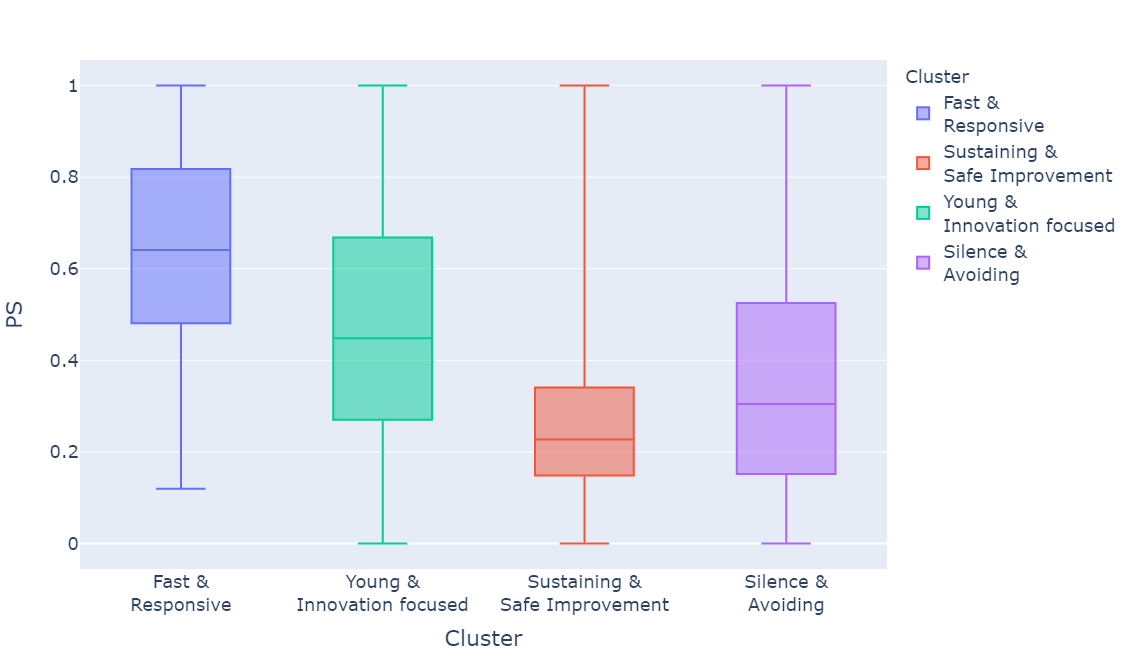 Cluster
Fast &
Responsive
Sustaining &
Safe Improvement
Young &
Innovation focused
Silence &
Avoiding
1
0.8
0.6
0.4
0.2
0
PS
Fast &
Responsive
Young &
Innovation focused
Sustaining &
Safe Improvement
Silence &
Avoiding
Cluster